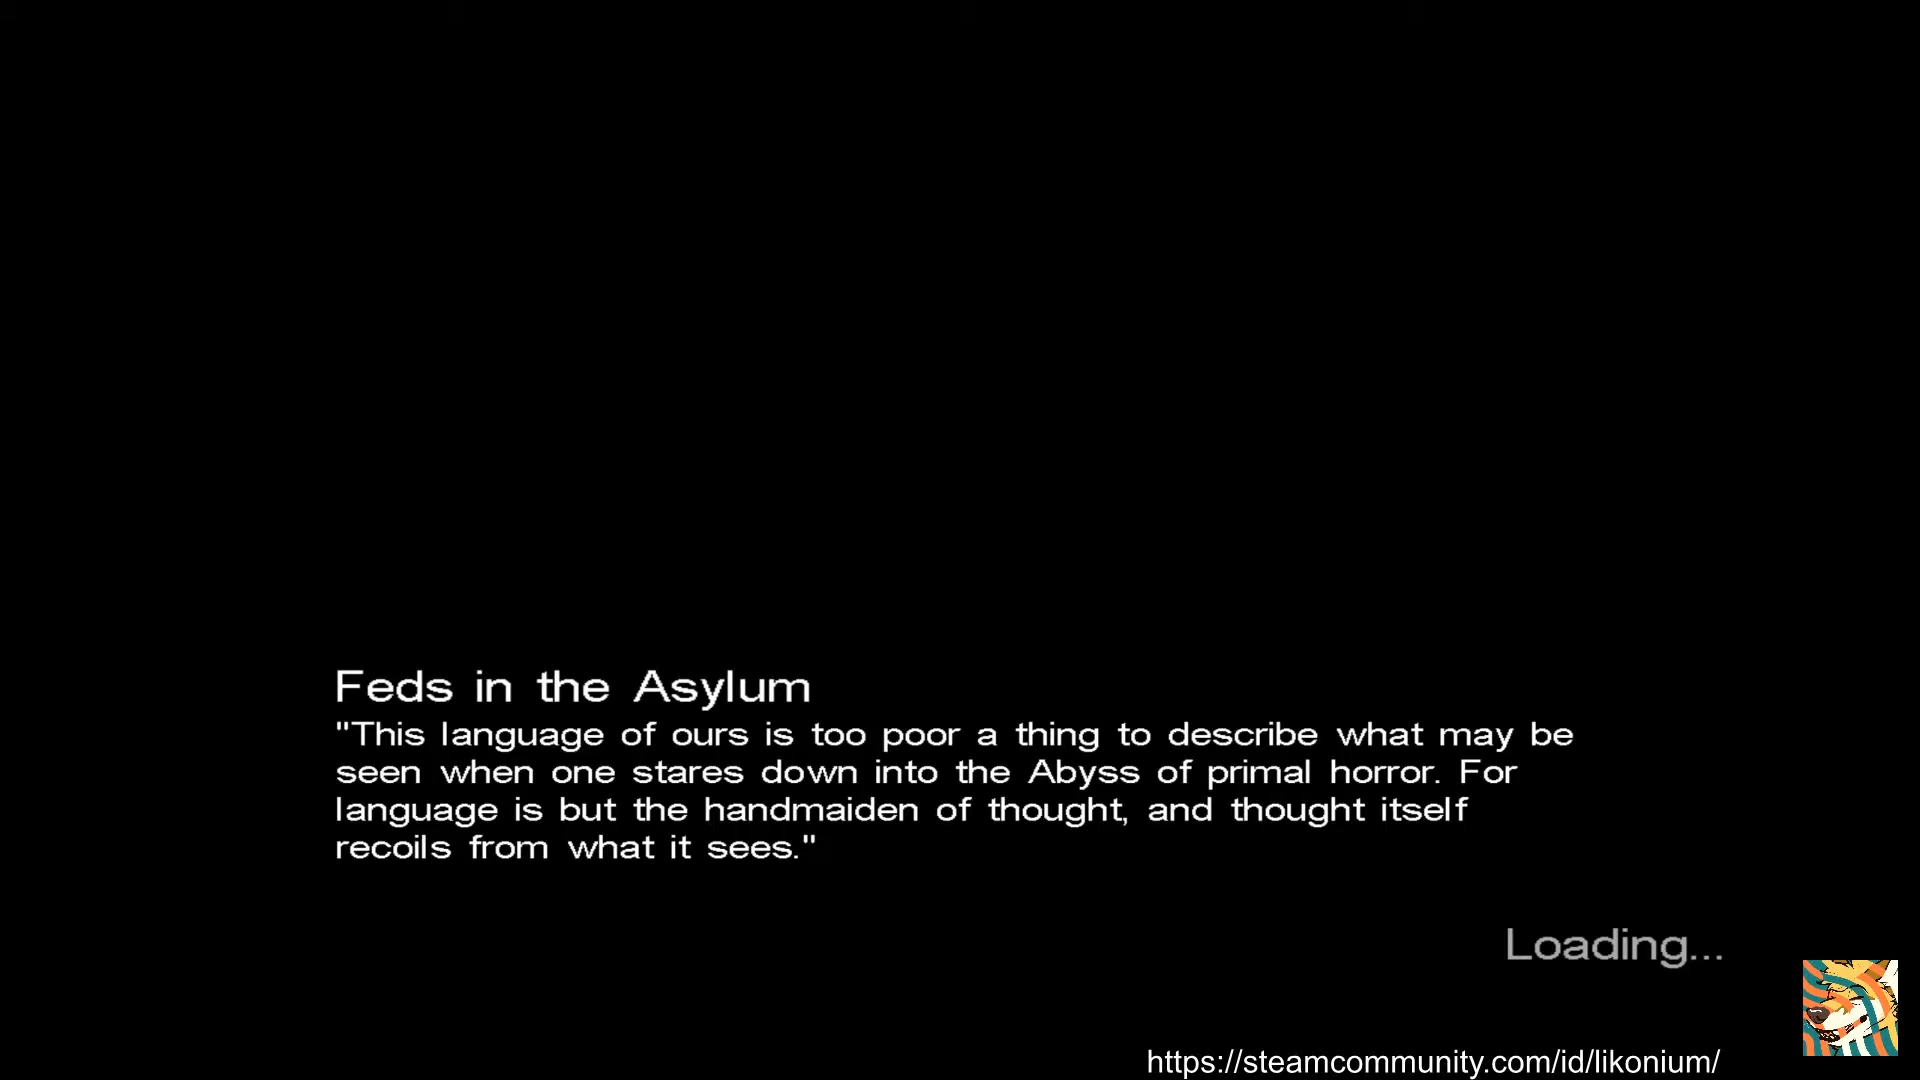 Feds in the Asylum
"This language of ours is too poor a thing to describe what may be
seen when one stares down into the Abyss of primal horror. For
language is but the handmaiden of thought, and thought itself
recoils from what it sees."
Loading...
https://steamcommunity.com/id/likonium/